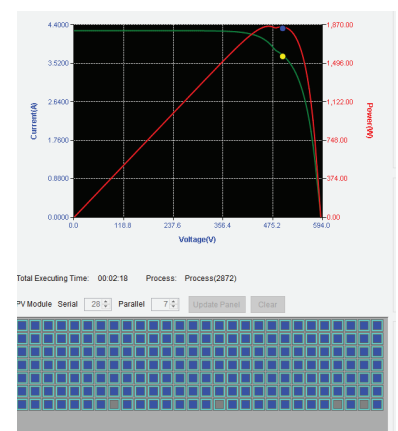 4.4000
1,870.00
3.5200
1,496.00
2.6400
1,122.00
Current(A)
Power(W)
1.7600
748.00
0.8800
374.00
0.0000
0.00
0.0 118.8 237.6 356.4 475.2 594.0
Voltage(V)
Total Executing Time: 00:02:18 Process: Process(2872)
PV Module Serial 28 Parallel 7 Update Panel Clear